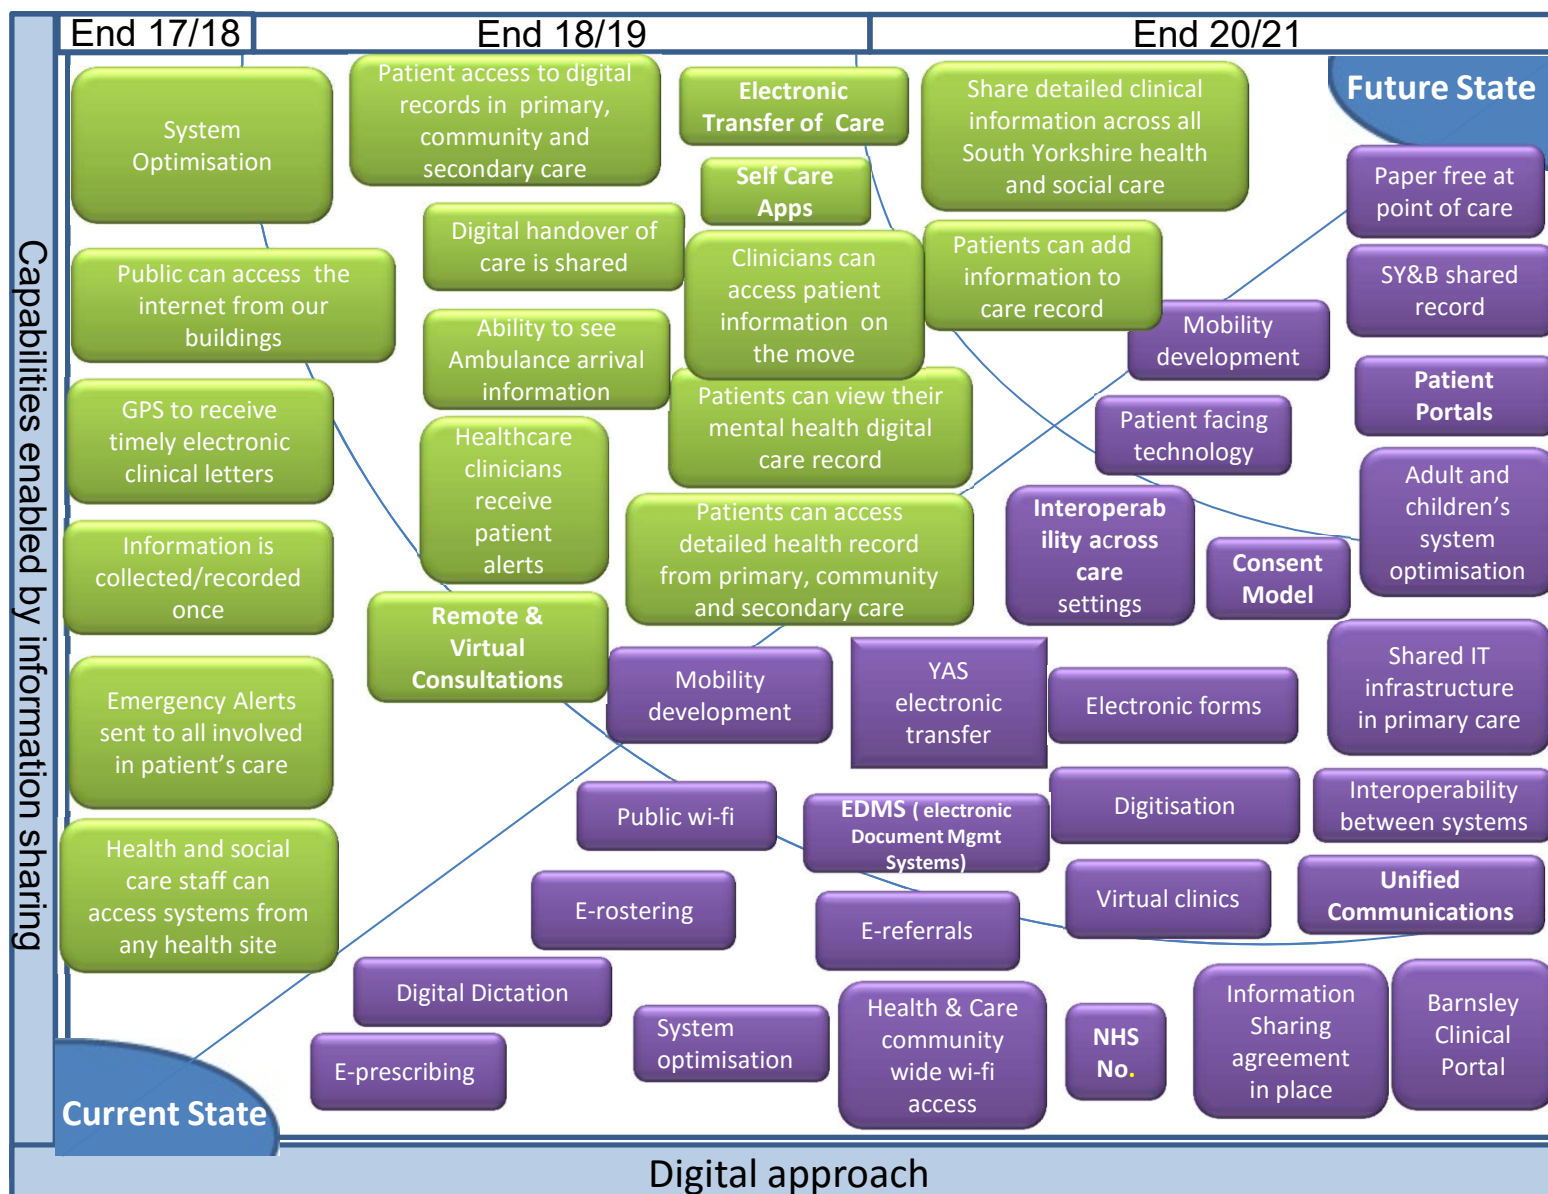 End 17/18
End 18/19
End 20/21
Capabilities enabled by information sharing
System
Optimisation
Public can access the
internet from our
buildings
GPS to receive
timely electronic
clinical letters
Information is
collected/recorded
once
Emergency Alerts
sent to all involved
in patient's care
Health and social
care staff can
access systems from
any health site
Patient access to digital
records in primary,
community and
secondary care
Digital handover of
care is shared
Ability to see
Ambulance arrival
information
Healthcare
clinicians
receive
patient
alerts
Remote &
Virtual
Consultations
Electronic
Transfer of Care
Self Care
Apps
Clinicians can
access patient
information on
the move
Patients can view their
mental health digital
care record
Patients can access
detailed health record
from primary, community
and secondary care
Share detailed clinical
information across all
South Yorkshire health
and social care
Patients can add
information to
care record
Future State
Paper free at
point of care
SY&B shared
record
Mobility
development
Patient
Portals
Patient facing
technology
Adult and
children's
system
optimisation
Interoperab
ility across
care
settings
Consent
Model
Shared IT
infrastructure
in primary care
Mobility
development
YAS
electronic
transfer
Electronic forms
Public wi-fi
EDMS ( electronic
Document Mgmt
Systems)
Digitisation
Interoperability
between systems
E-rostering
E-referrals
Virtual clinics
Unified
Communications
Digital Dictation
System
optimisation
Health & Care
community
wide wi-fi
access
NHS
No.
Information
Sharing
agreement
in place
Barnsley
Clinical
Portal
E-prescribing
Current State
Digital approach